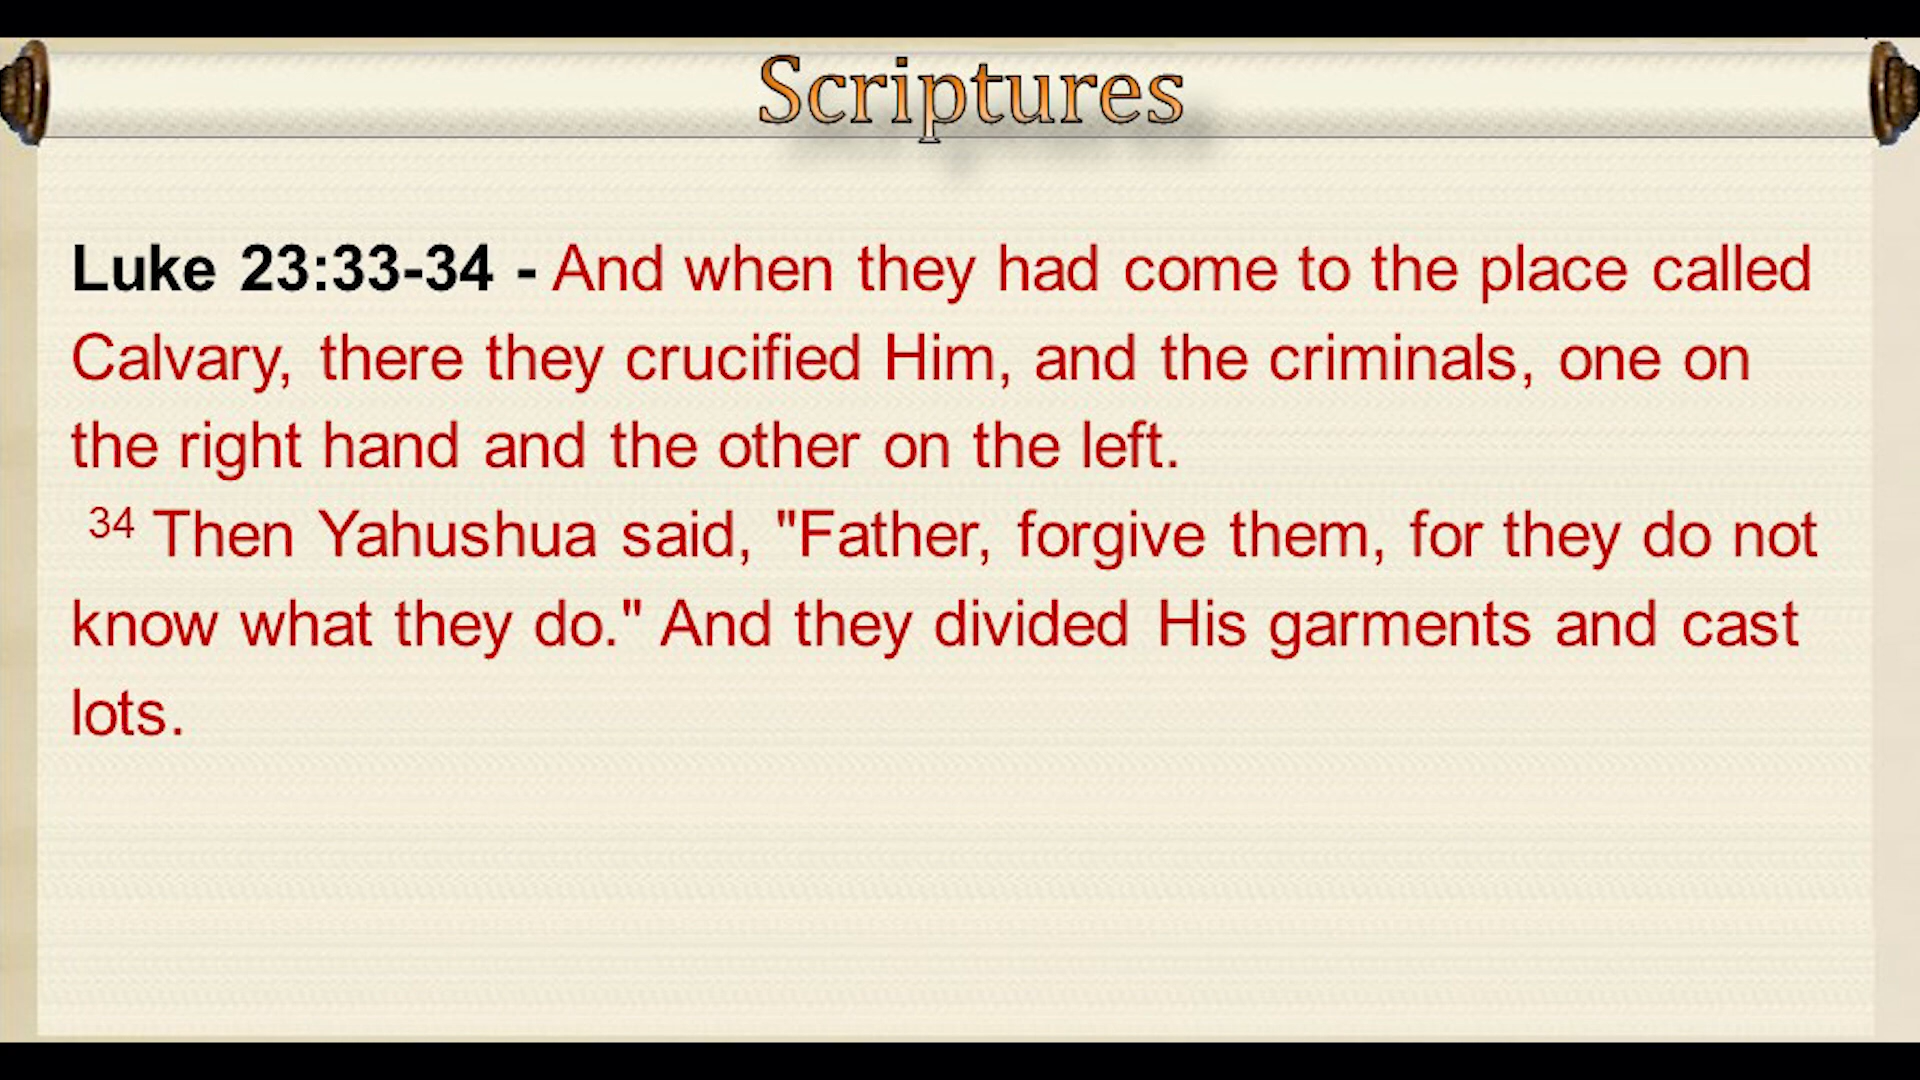 Scriptures
Luke 23:33-34 - And when they had come to the place called
Calvary, there they crucified Him, and the criminals, one on
the right hand and the other on the left.
34 Then Yahushua said, "Father, forgive them, for they do not
know what they do." And they divided His garments and cast
lots.